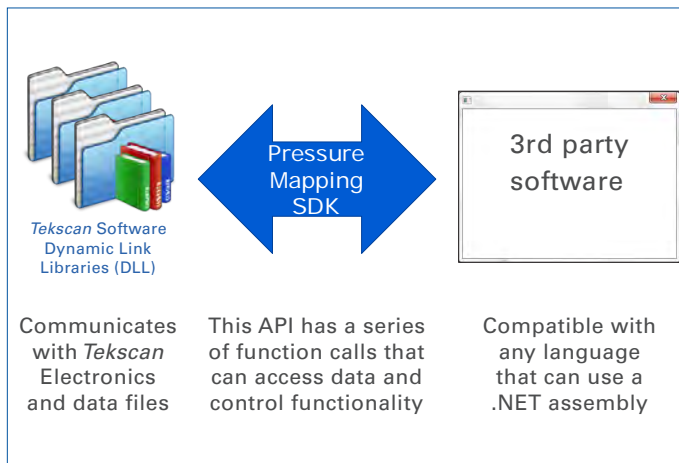 Tekscan Software
Dynamic Link
Libraries (DLL)
Pressure
Mapping
SDK
3rd party
software
Communicates
with Tekscan
Electronics
and data files
This API has a series
of function calls that
can access data and
control functionality
Compatible with
any language
that can use a
.NET assembly